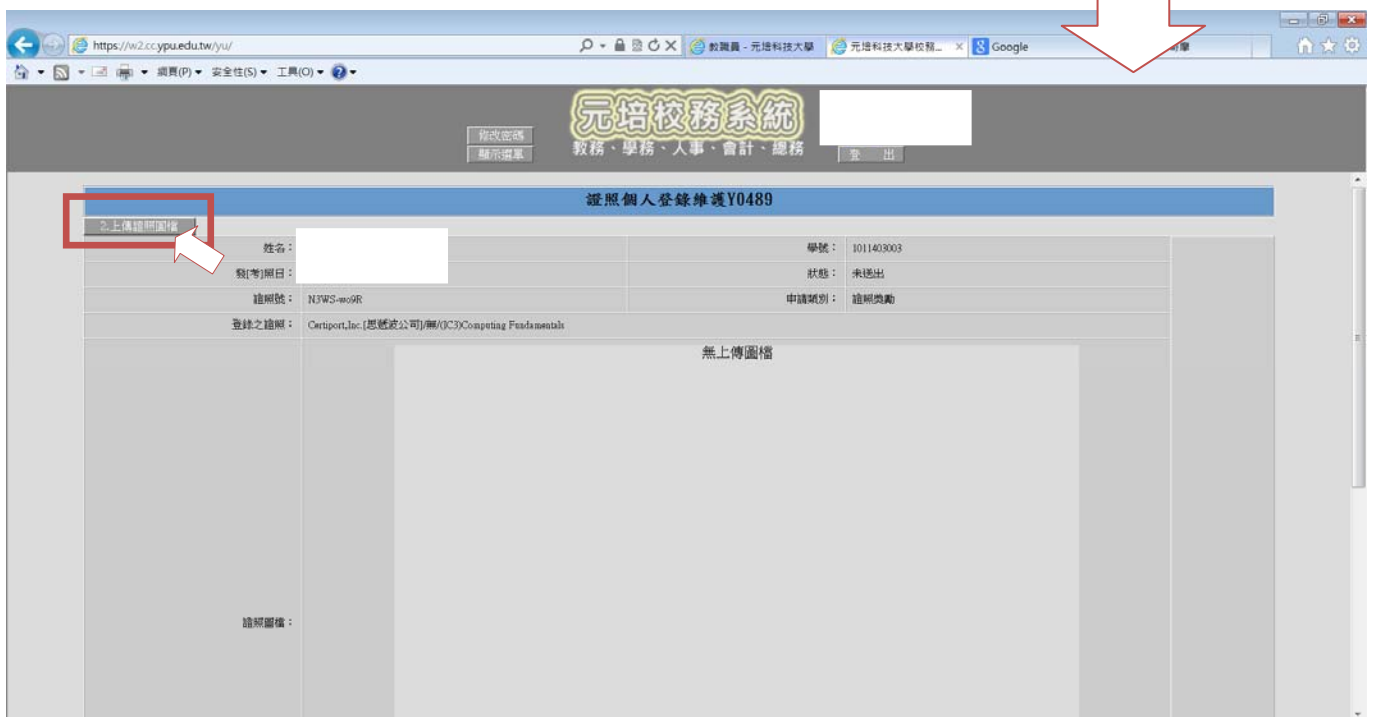 https://w2.cc.ypu.edu.tw/yu/
教職員 - 元培科技大學
元培科技大學校務...
Google
網頁(P)
安全性(S)
工具(O)
元培校務系統
修改密碼
顯示選單
教務、學務、人事、會計、總務
登 出
證照個人登錄維護Y0489
2.上傳證照圖檔
姓名:
學號: 1011403003
發[考]照日:
狀態: 未送出
證照號: N3WS-wo9R
申請類別: 證照獎勵
登錄之證照: Certiport,Inc.[思遞波公司]/無/(IC3)Computing Fundamentals
無上傳圖檔
證照圖檔: